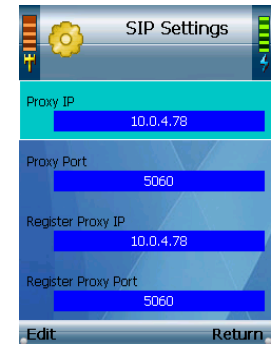 SIP Settings
Proxy IP
10.0.4.78
Proxy Port
5060
Register Proxy IP
10.0.4.78
Register Proxy Port
5060
Edit Return